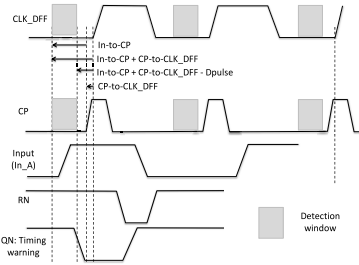 CLK_DFF
In-to-CP
In-to-CP + CP-to-CLK_DFF
In-to-CP + CP-to-CLK_DFF - Dpulse
CP-to-CLK_DFF
CP
Input
(In_A)
RN
Detection
window
QN: Timing
warning